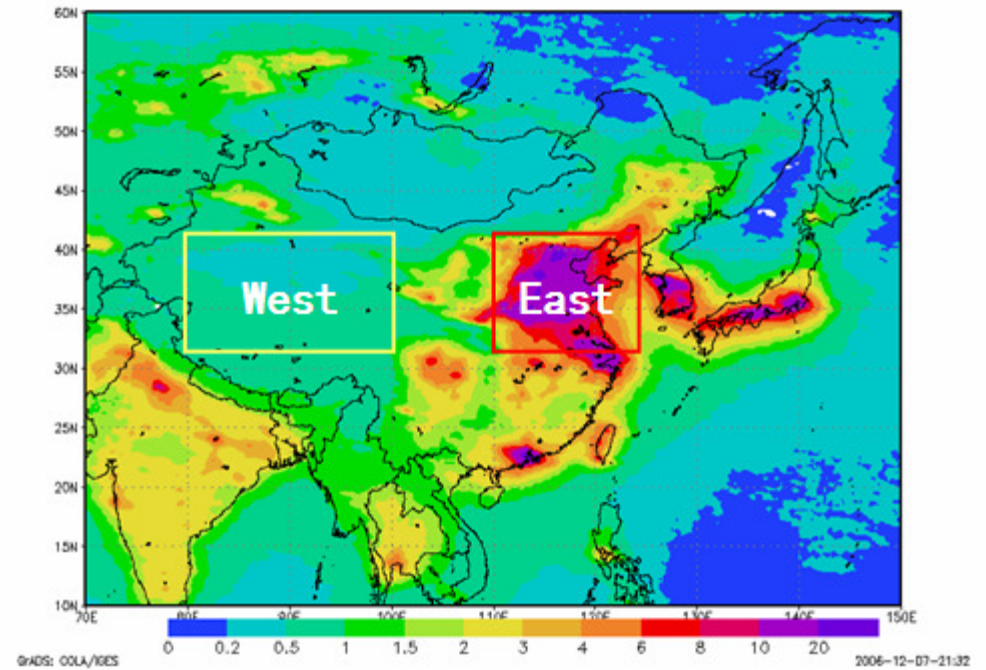 60N
55N
50N
45N
40N
35N
30N
25N
20N
15N
10N
West
East
70E 80E 90E 100E 110E 120E 130E 140E 150E
0 0.2 0.5 1 1.5 2 3 4 6 8 10 20
GrADS: COLA/IGES 2006-12-07-21:32